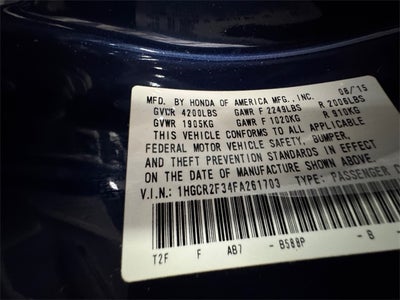 MFD. BY HONDA OF AMERICA MFG., INC. 08/15
GVCR 4200LBS GAWR F 2249LBS R 2006LBS
GVWR 1905KG GAWR F 1020KG R 910KG
THIS VEHICLE CONFORMS TO ALL APPLICABLE
FEDERAL MOTOR VEHICLE SAFETY, BUMPER,
AND THEFT PREVENTION STANDARDS IN EFFECT
ON THE DATE OF MANUFACTURE SHOWN ABOVE.
V.I.N.: 1HGCR2F34FA261703 TYPE: PASSENGER
T2F F AB7 - B588P - B